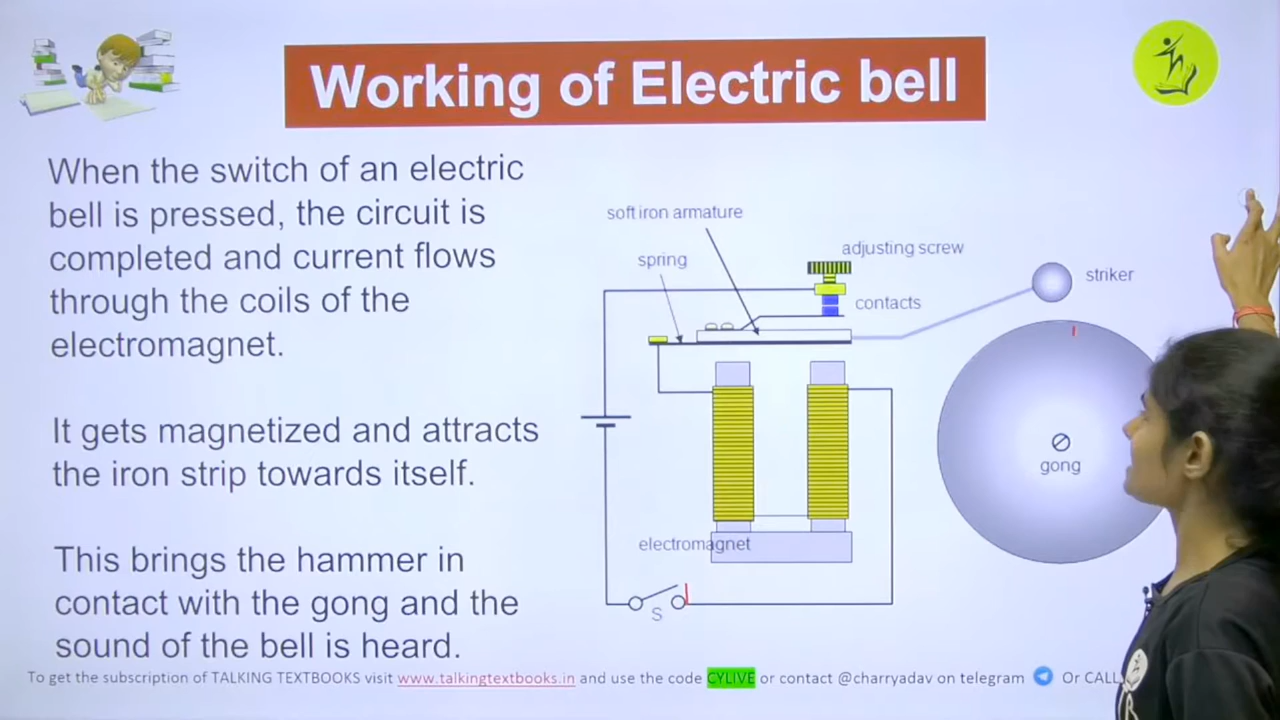 Working of Electric bell
When the switch of an electric
bell is pressed, the circuit is
completed and current flows
through the coils of the
electromagnet.
It gets magnetized and attracts
the iron strip towards itself.
This brings the hammer in
contact with the gong and the
sound of the bell is heard.
soft iron armature
spring
adjusting screw
contacts
striker
gong
electromagnet
S
To get the subscription of TALKING TEXTBOOKS visit www.talkingtextbooks.in and use the code CYLIVE or contact @charryadav on telegram Or CALL